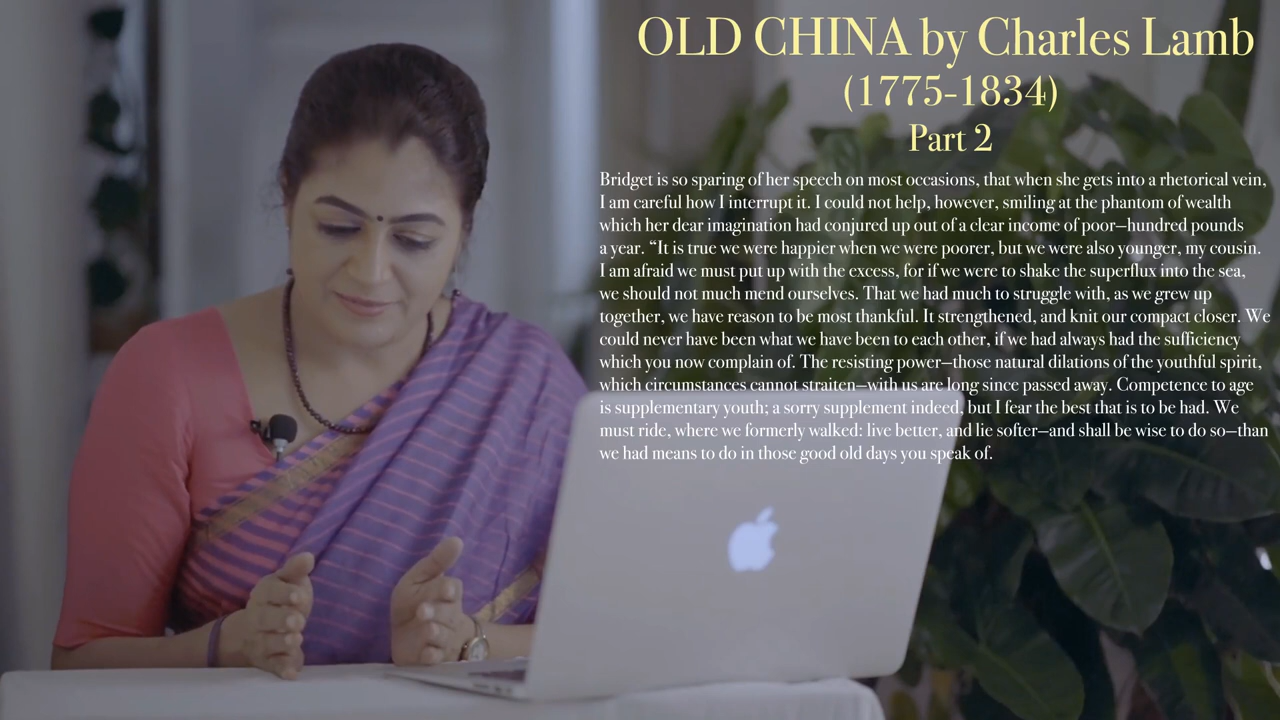 OLD CHINA by Charles Lamb
(1775-1834)
Part 2
Bridget is so sparing of her speech on most occasions, that when she gets into a rhetorical vein,
I am careful how I interrupt it. I could not help, however, smiling at the phantom of wealth
which her dear imagination had conjured up out of a clear income of poor—hundred pounds
a year. “It is true we were happier when we were poorer, but we were also younger, my cousin.
I am afraid we must put up with the excess, for if we were to shake the superflux into the sea,
we should not much mend ourselves. That we had much to struggle with, as we grew up
together, we have reason to be most thankful. It strengthened, and knit our compact closer. We
could never have been what we have been to each other, if we had always had the sufficiency
which you now complain of. The resisting power—those natural dilations of the youthful spirit,
which circumstances cannot straiten—with us are long since passed away. Competence to age
is supplementary youth; a sorry supplement indeed, but I fear the best that is to be had. We
must ride, where we formerly walked: live better, and lie softer—and shall be wise to do so—than
we had means to do in those good old days you speak of.